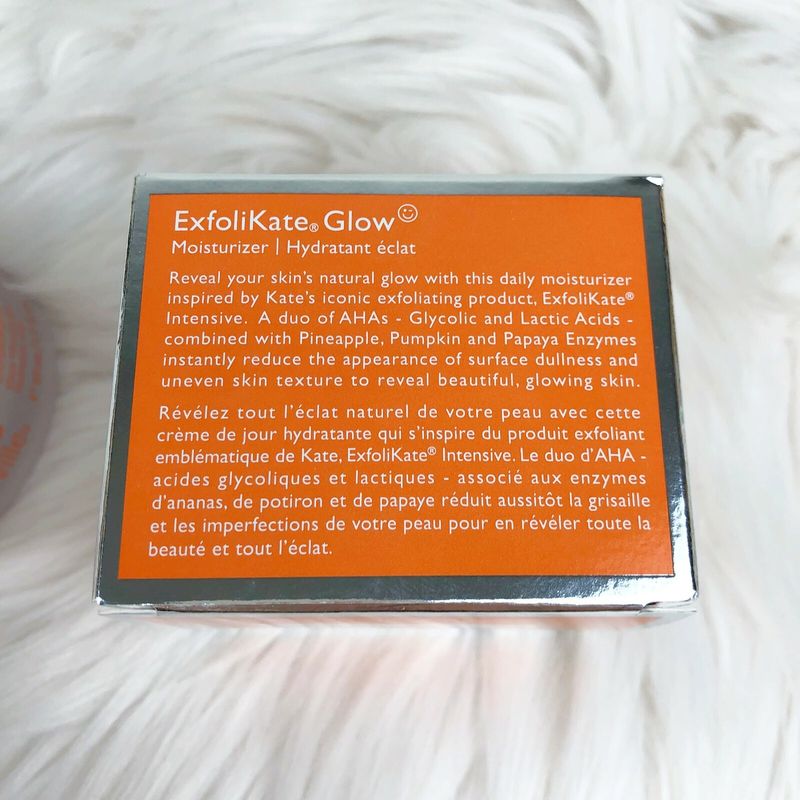 ExfoliKate® Glow
Moisturizer | Hydratant éclat
Reveal your skin's natural glow with this daily moisturizer
inspired by Kate's iconic exfoliating product, ExfoliKate®
Intensive. A duo of AHAs - Glycolic and Lactic Acids -
combined with Pineapple, Pumpkin and Papaya Enzymes
instantly reduce the appearance of surface dullness and
uneven skin texture to reveal beautiful, glowing skin.
Révélez tout l'éclat naturel de votre peau avec cette
crème de jour hydratante qui s'inspire du produit exfoliant
emblématique de Kate, ExfoliKate® Intensive. Le duo d'AHA -
acides glycoliques et lactiques - associé aux enzymes
d'ananas, de potiron et de papaye réduit aussitôt la grisaille
et les imperfections de votre peau pour en révéler toute la
beauté et tout l'éclat.